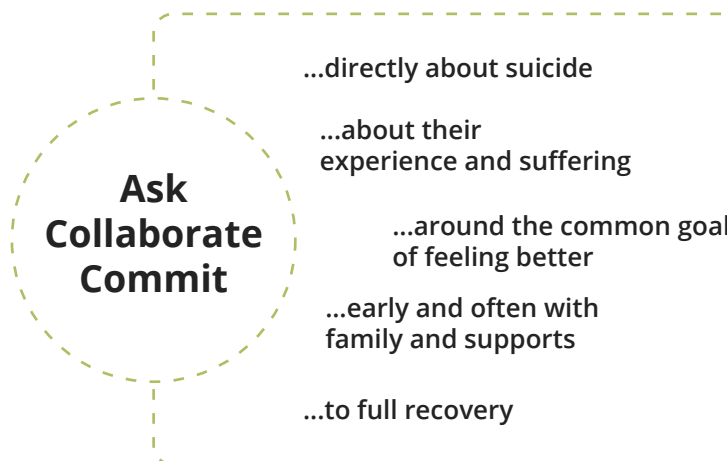 Ask
Collaborate
Commit
...directly about suicide
...about their
experience and suffering
...around the common goal
of feeling better
...early and often with
family and supports
...to full recovery